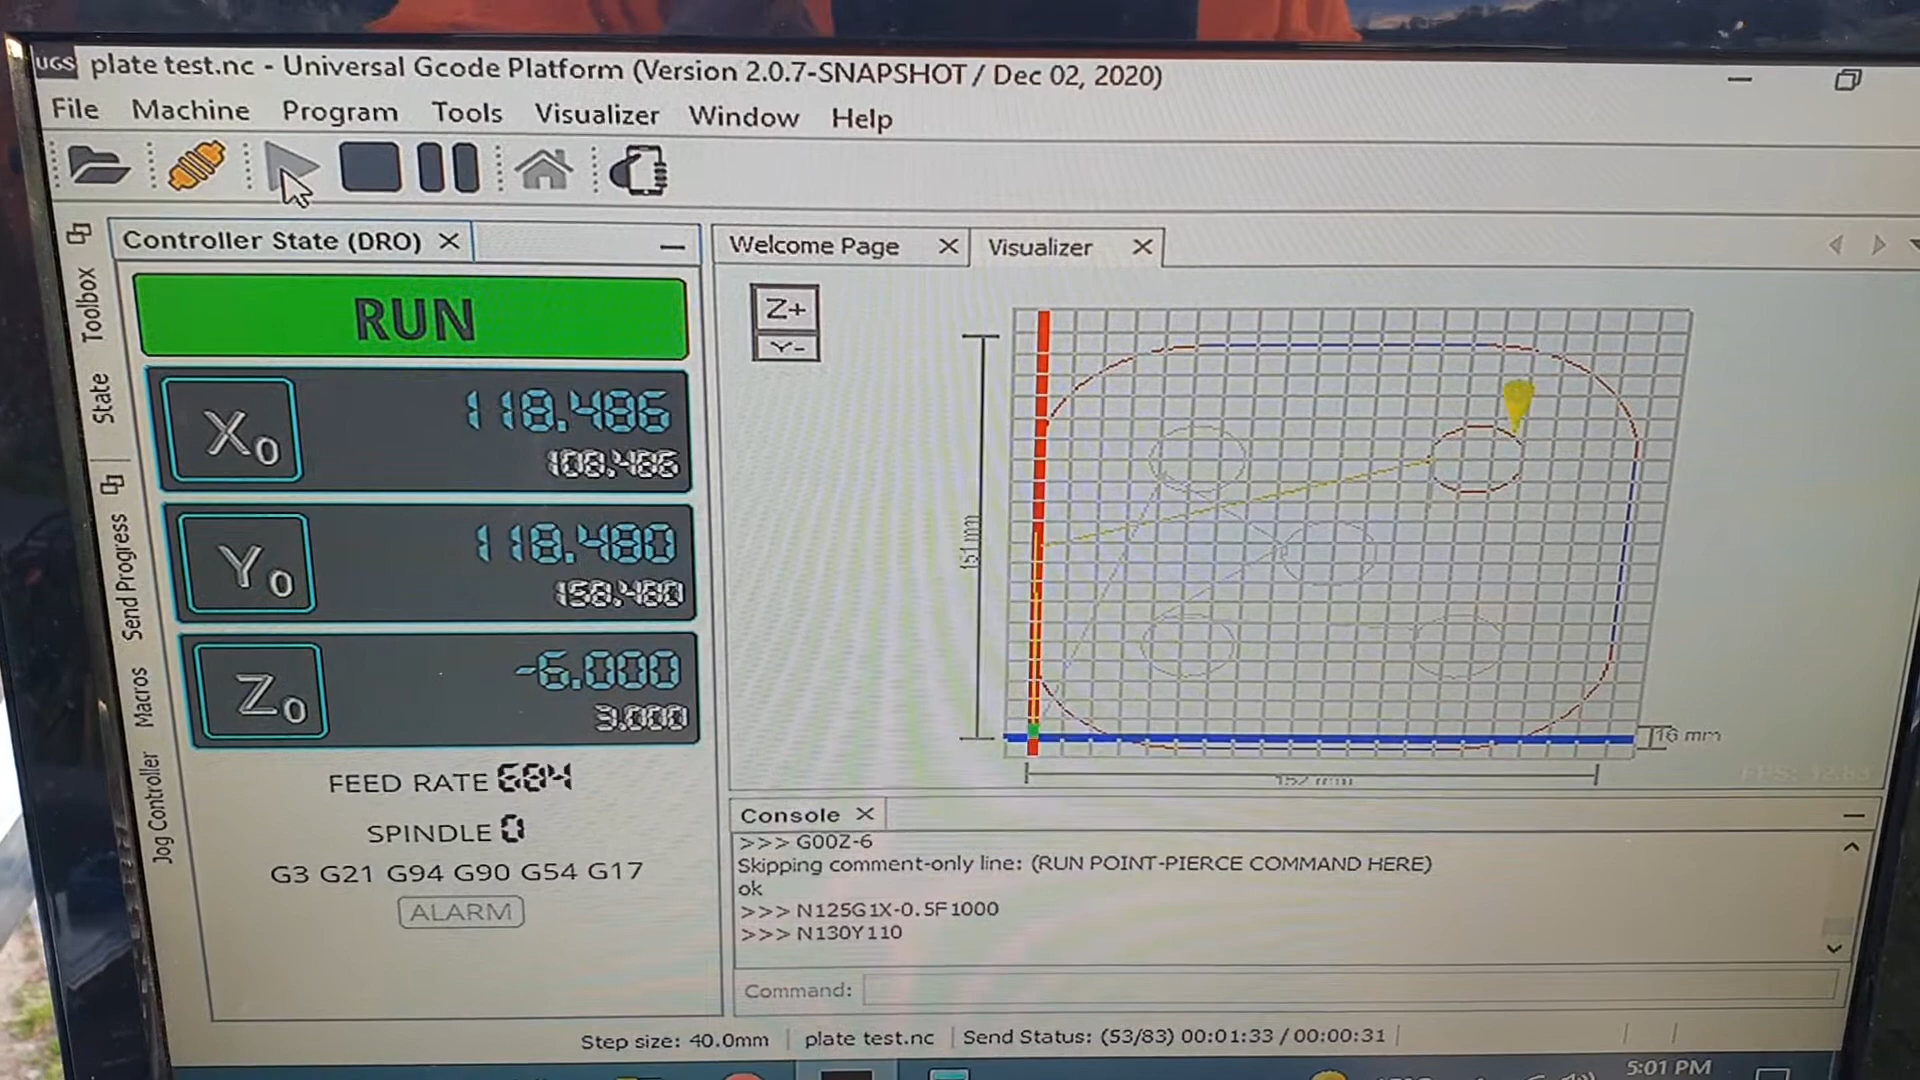 UGS plate test.nc - Universal Gcode Platform (Version 2.0.7-SNAPSHOT / Dec 02, 2020)
File Machine Program Tools Visualizer Window Help
Controller State (DRO)
Welcome Page
Visualizer
Toolbox
State
Send Progress
Macros
Jog Controller
RUN
X0 118.486
108.486
Y0 118.480
158.480
Z0 -6.000
3.000
FEED RATE 684
SPINDLE 0
G3 G21 G94 G90 G54 G17
ALARM
Z+
Y-
151 mm
16 mm
152 mm
Console
>>> G00Z-6
Skipping comment-only line: (RUN POINT-PIERCE COMMAND HERE)
ok
>>> N125G1X-0.5F1000
>>> N130Y110
Command:
Step size: 40.0mm
plate test.nc
Send Status: (53/83) 00:01:33 / 00:00:31
5:01 PM